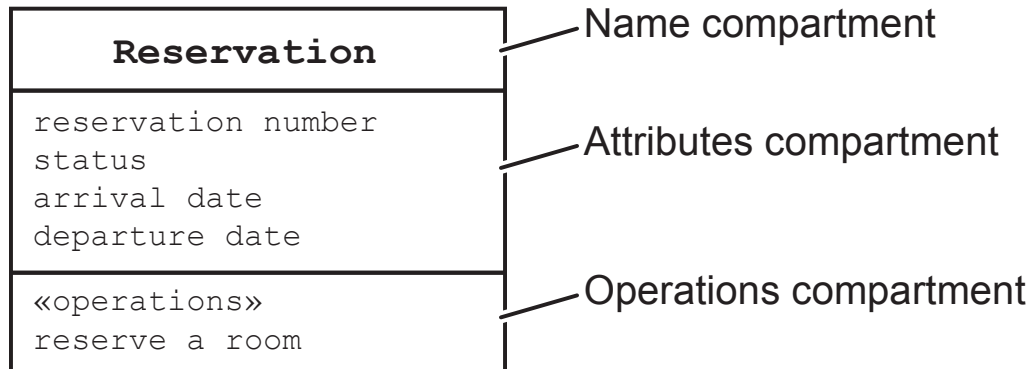 Reservation
Name compartment
reservation number
status
arrival date
departure date
Attributes compartment
«operations»
reserve a room
Operations compartment